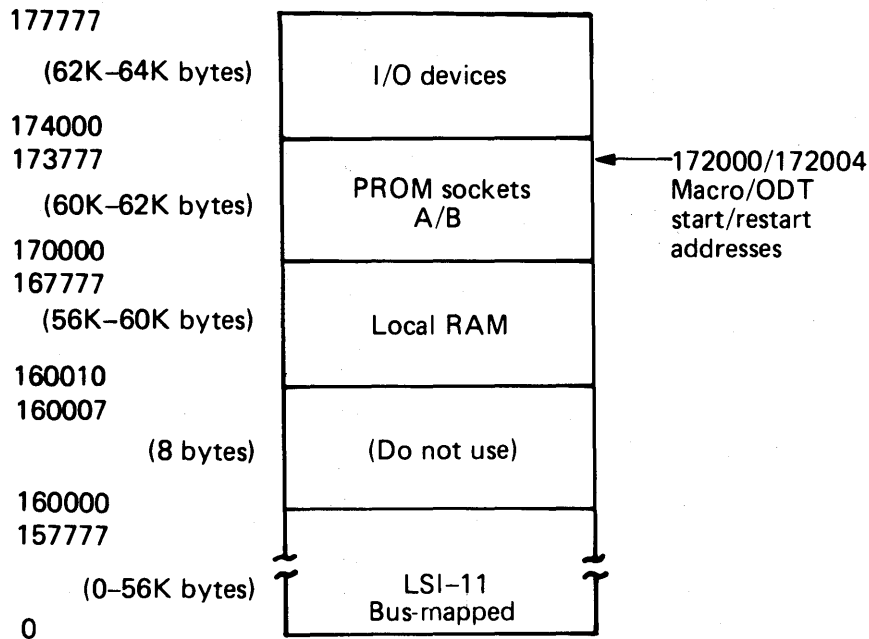 177777
(62K–64K bytes)
I/O devices
174000
173777
172000/172004
Macro/ODT
start/restart
addresses
PROM sockets
A/B
(60K–62K bytes)
170000
167777
(56K–60K bytes)
Local RAM
160010
160007
(8 bytes)
(Do not use)
160000
157777
(0–56K bytes)
LSI–11
Bus-mapped
0